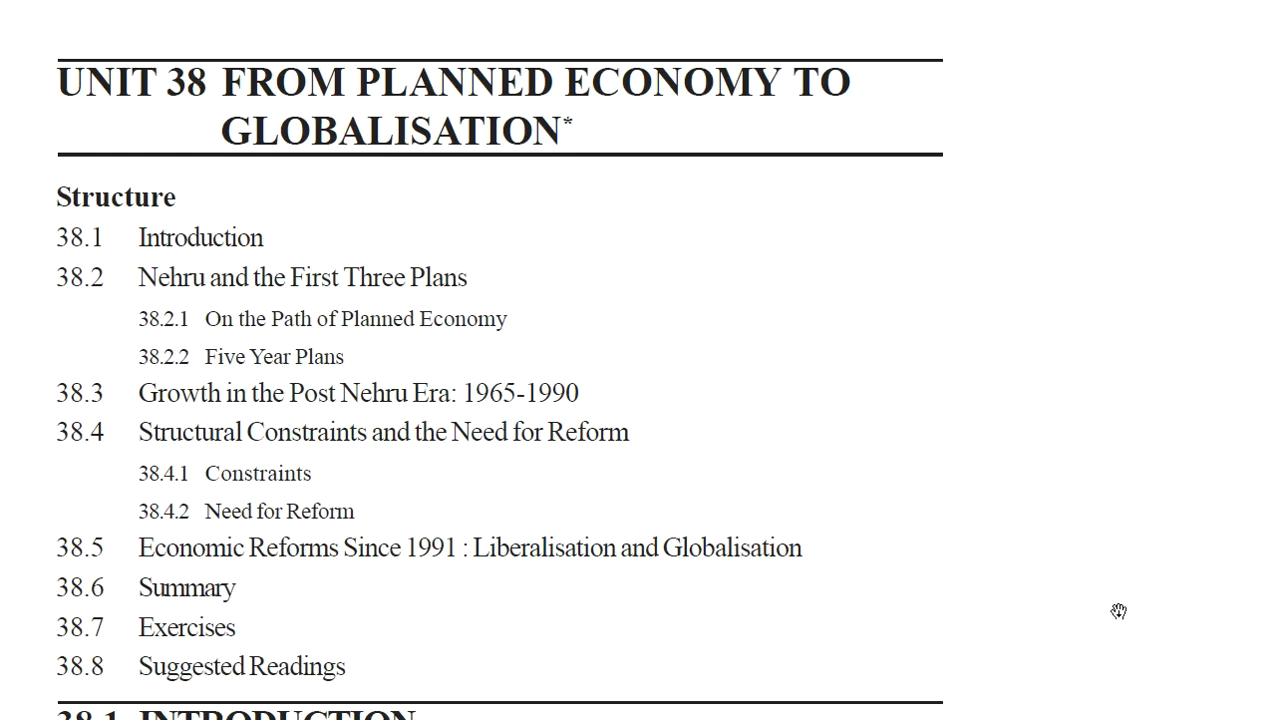 UNIT 38 FROM PLANNED ECONOMY TO
GLOBALISATION*
Structure
38.1 Introduction
38.2 Nehru and the First Three Plans
38.2.1 On the Path of Planned Economy
38.2.2 Five Year Plans
38.3 Growth in the Post Nehru Era: 1965-1990
38.4 Structural Constraints and the Need for Reform
38.4.1 Constraints
38.4.2 Need for Reform
38.5 Economic Reforms Since 1991 : Liberalisation and Globalisation
38.6 Summary
38.7 Exercises
38.8 Suggested Readings
38.1 INTRODUCTION